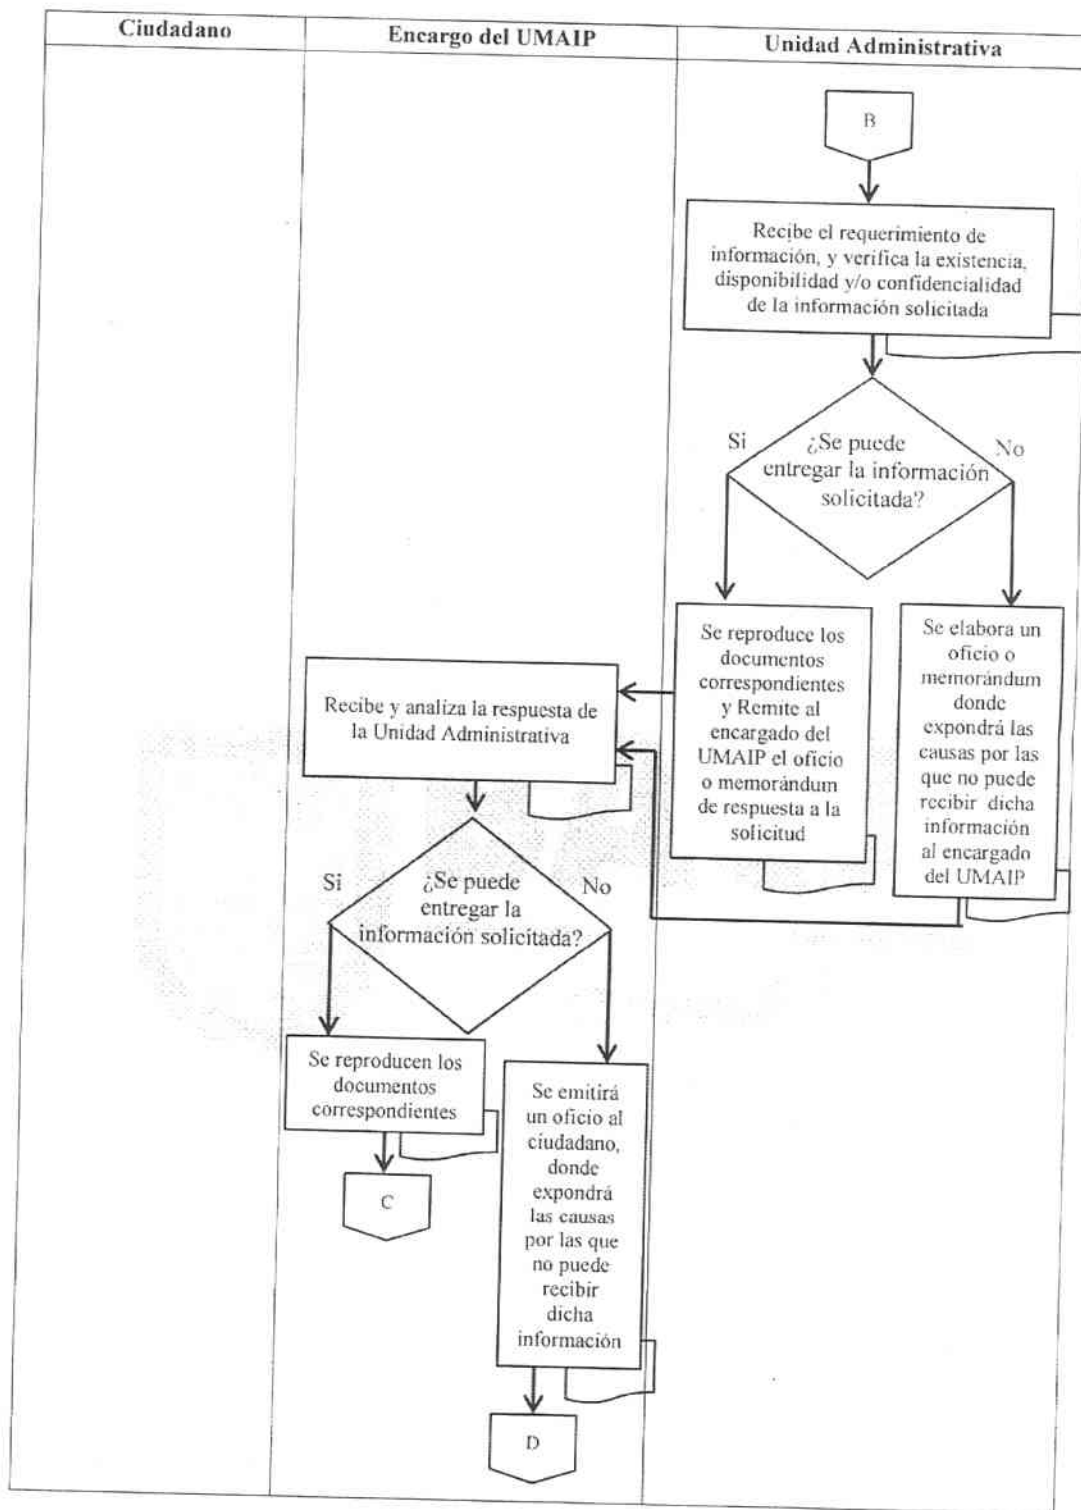 Ciudadano
Encargo del UMAIP
Unidad Administrativa
B
Recibe el requerimiento de
información, y verifica la existencia,
disponibilidad y/o confidencialidad
de la información solicitada
Si
¿Se puede
entregar la información
solicitada?
No
Se reproduce los
documentos
correspondientes
y Remite al
encargado del
UMAIP el oficio
o memorándum
de respuesta a la
solicitud
Se elabora un
oficio o
memorándum
donde
expondrá las
causas por las
que no puede
recibir dicha
información
al encargado
del UMAIP
Recibe y analiza la respuesta de
la Unidad Administrativa
Si
¿Se puede
entregar la
información solicitada?
No
Se reproducen los
documentos
correspondientes
C
Se emitirá
un oficio al
ciudadano,
donde
expondrá
las causas
por las que
no puede
recibir
dicha
información
D